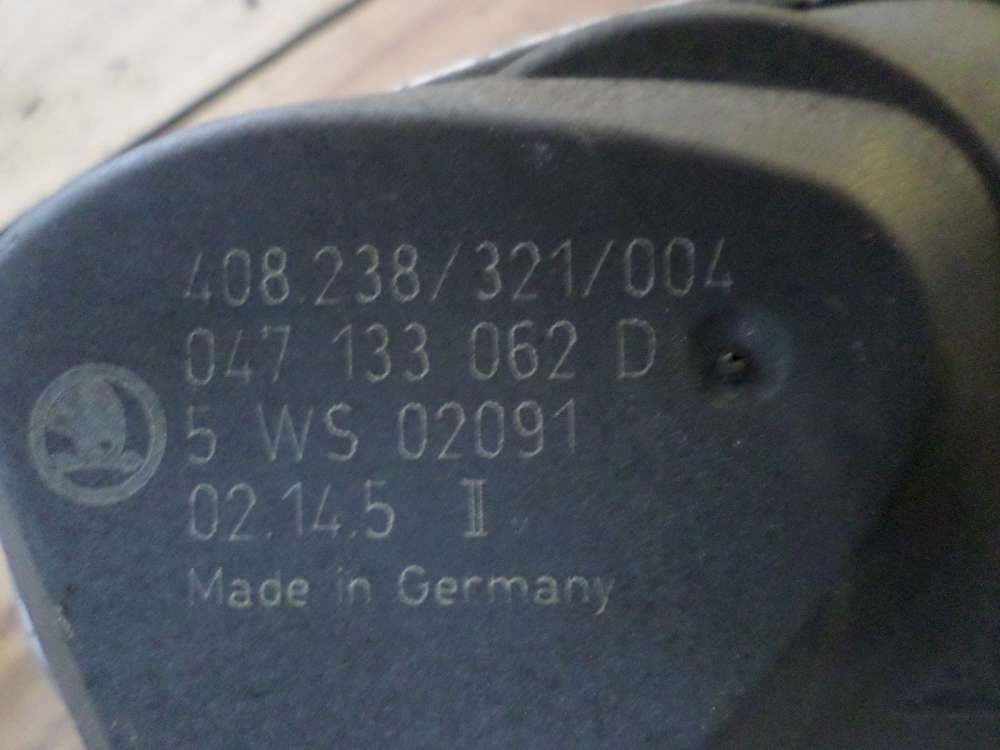 408.238/321/004
047 133 062 D
5 WS 02091
02.14.5 II
Made in Germany